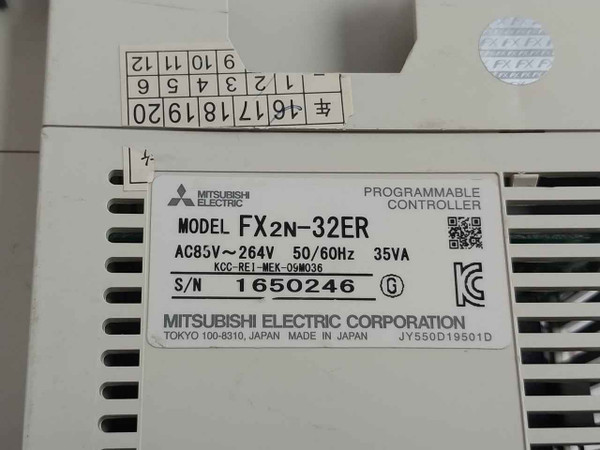 FX FX FX
年 16 17 18 19 20
1 2 3 4 5 6
9 10 11 12
MITSUBISHI ELECTRIC
PROGRAMMABLE CONTROLLER
MODEL FX2N-32ER
AC85V~264V 50/60Hz 35VA
KCC-REI-MEK-09M036
S/N 1650246 G
MITSUBISHI ELECTRIC CORPORATION
TOKYO 100-8310, JAPAN MADE IN JAPAN JY550D19501D